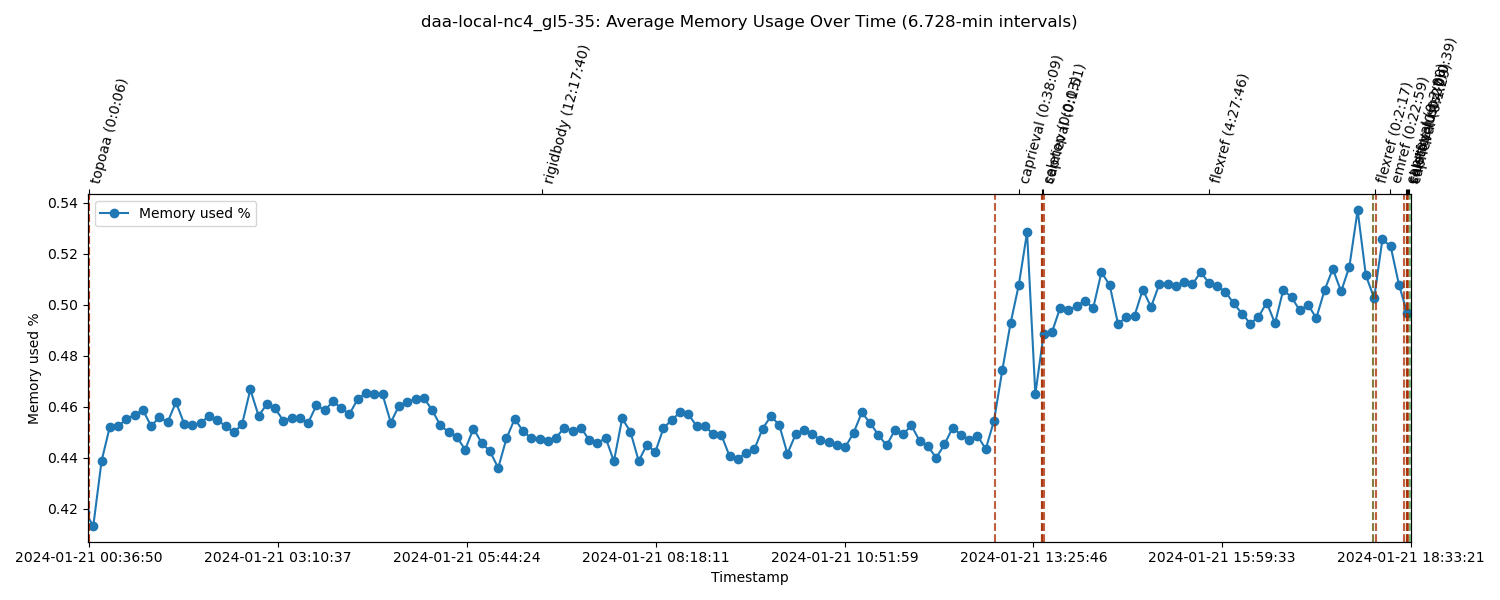 daa-local-nc4_gl5-35: Average Memory Usage Over Time (6.728-min intervals)
topoaa (0:0:06)
rigidbody (12:17:40)
caprieval (0:38:09)
flexref (4:27:46)
flexref (0:2:17)
emref (0:22:59)
Memory used %
0.54
0.52
0.50
0.48
0.46
0.44
0.42
Memory used %
2024-01-21 00:36:50
2024-01-21 03:10:37
2024-01-21 05:44:24
2024-01-21 08:18:11
2024-01-21 10:51:59
2024-01-21 13:25:46
2024-01-21 15:59:33
2024-01-21 18:33:21
Timestamp